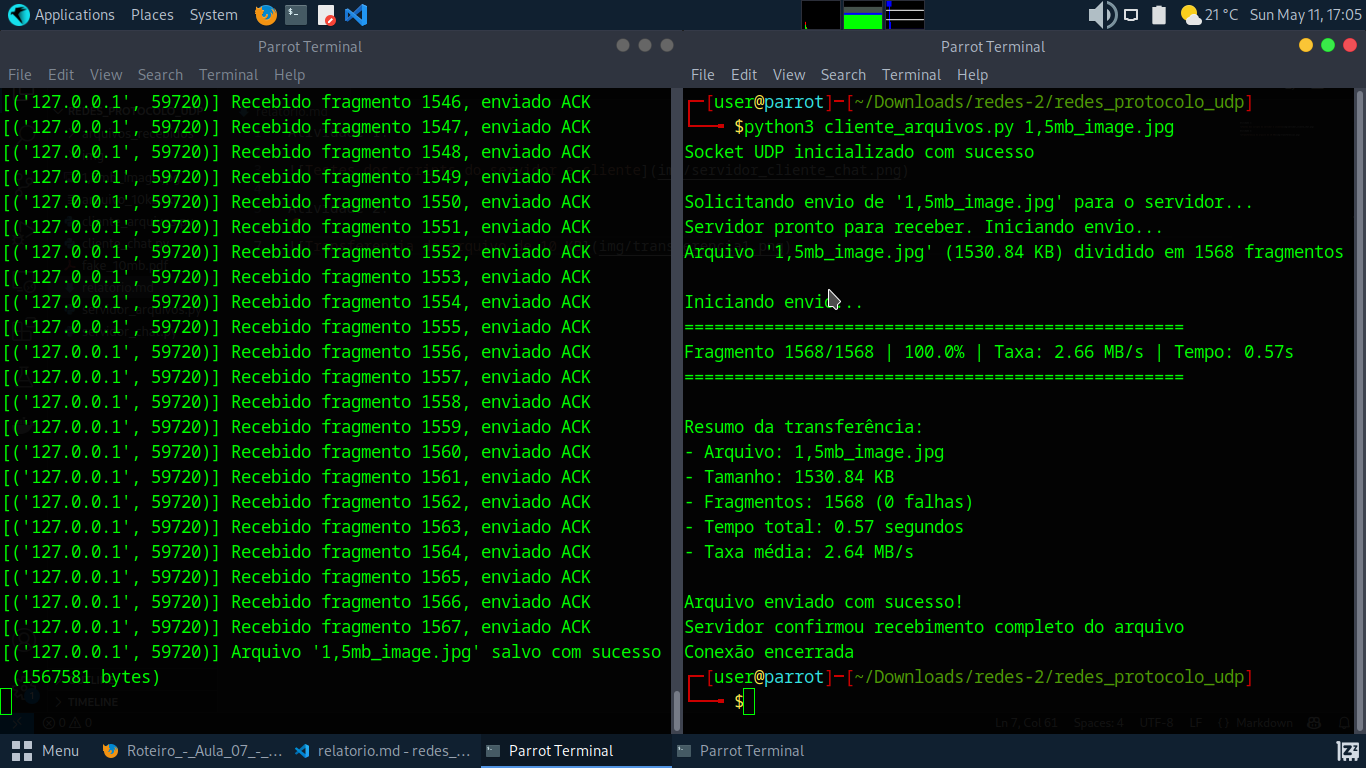 Applications Places System
21 °C Sun May 11, 17:05
Parrot Terminal
File Edit View Search Terminal Help
[('127.0.0.1', 59720)] Recebido fragmento 1546, enviado ACK
[('127.0.0.1', 59720)] Recebido fragmento 1547, enviado ACK
[('127.0.0.1', 59720)] Recebido fragmento 1548, enviado ACK
[('127.0.0.1', 59720)] Recebido fragmento 1549, enviado ACK
[('127.0.0.1', 59720)] Recebido fragmento 1550, enviado ACK
[('127.0.0.1', 59720)] Recebido fragmento 1551, enviado ACK
[('127.0.0.1', 59720)] Recebido fragmento 1552, enviado ACK
[('127.0.0.1', 59720)] Recebido fragmento 1553, enviado ACK
[('127.0.0.1', 59720)] Recebido fragmento 1554, enviado ACK
[('127.0.0.1', 59720)] Recebido fragmento 1555, enviado ACK
[('127.0.0.1', 59720)] Recebido fragmento 1556, enviado ACK
[('127.0.0.1', 59720)] Recebido fragmento 1557, enviado ACK
[('127.0.0.1', 59720)] Recebido fragmento 1558, enviado ACK
[('127.0.0.1', 59720)] Recebido fragmento 1559, enviado ACK
[('127.0.0.1', 59720)] Recebido fragmento 1560, enviado ACK
[('127.0.0.1', 59720)] Recebido fragmento 1561, enviado ACK
[('127.0.0.1', 59720)] Recebido fragmento 1562, enviado ACK
[('127.0.0.1', 59720)] Recebido fragmento 1563, enviado ACK
[('127.0.0.1', 59720)] Recebido fragmento 1564, enviado ACK
[('127.0.0.1', 59720)] Recebido fragmento 1565, enviado ACK
[('127.0.0.1', 59720)] Recebido fragmento 1566, enviado ACK
[('127.0.0.1', 59720)] Recebido fragmento 1567, enviado ACK
[('127.0.0.1', 59720)] Arquivo '1,5mb_image.jpg' salvo com sucesso
(1567581 bytes)
TIMELINE
0 0
Parrot Terminal
File Edit View Search Terminal Help
[user@parrot]-[~/Downloads/redes-2/redes_protocolo_udp]
$python3 cliente_arquivos.py 1,5mb_image.jpg
Socket UDP inicializado com sucesso
Solicitando envio de '1,5mb_image.jpg' para o servidor...
Servidor pronto para receber. Iniciando envio...
Arquivo '1,5mb_image.jpg' (1530.84 KB) dividido em 1568 fragmentos
Iniciando envio...
==================================================
Fragmento 1568/1568 | 100.0% | Taxa: 2.66 MB/s | Tempo: 0.57s
==================================================
Resumo da transferência:
- Arquivo: 1,5mb_image.jpg
- Tamanho: 1530.84 KB
- Fragmentos: 1568 (0 falhas)
- Tempo total: 0.57 segundos
- Taxa média: 2.64 MB/s
Arquivo enviado com sucesso!
Servidor confirmou recebimento completo do arquivo
Conexão encerrada
[user@parrot]-[~/Downloads/redes-2/redes_protocolo_udp]
$
Ln 7, Col 61 Spaces: 4 UTF-8 LF {} Markdown
Menu Roteiro_-_Aula_07_-_... relatorio.md - redes_... Parrot Terminal Parrot Terminal